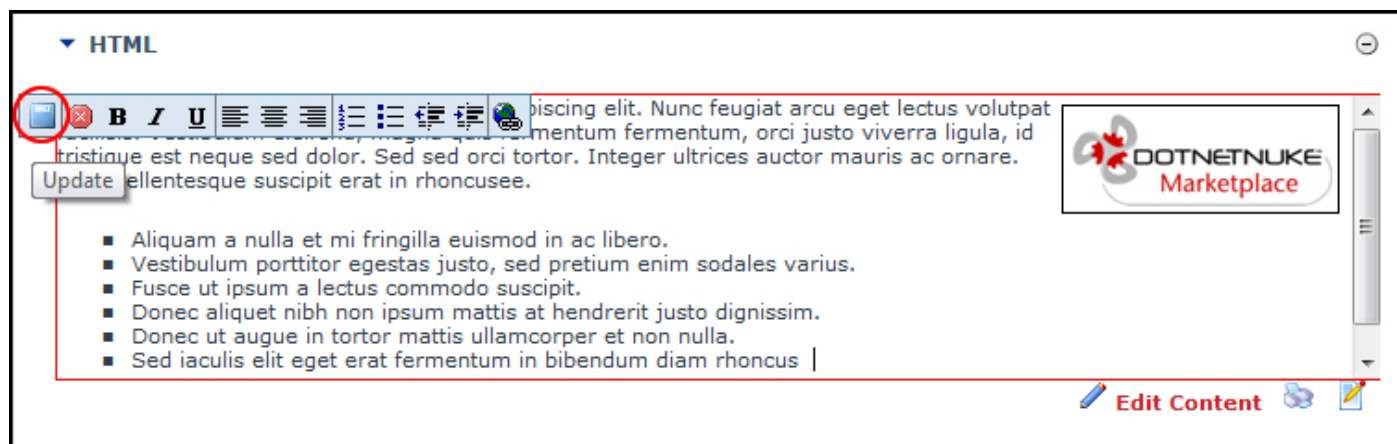 HTML
B I U
piscing elit. Nunc feugiat arcu eget lectus volutpat
fermentum fermentum, orci justo viverra ligula, id
tristique est neque sed dolor. Sed sed orci tortor. Integer ultrices auctor mauris ac ornare.
Update ellentesque suscipit erat in rhoncusee.
DOTNETNUKE
Marketplace
Aliquam a nulla et mi fringilla euismod in ac libero.
Vestibulum porttitor egestas justo, sed pretium enim sodales varius.
Fusce ut ipsum a lectus commodo suscipit.
Donec aliquet nibh non ipsum mattis at hendrerit justo dignissim.
Donec ut augue in tortor mattis ullamcorper et non nulla.
Sed iaculis elit eget erat fermentum in bibendum diam rhoncus
Edit Content